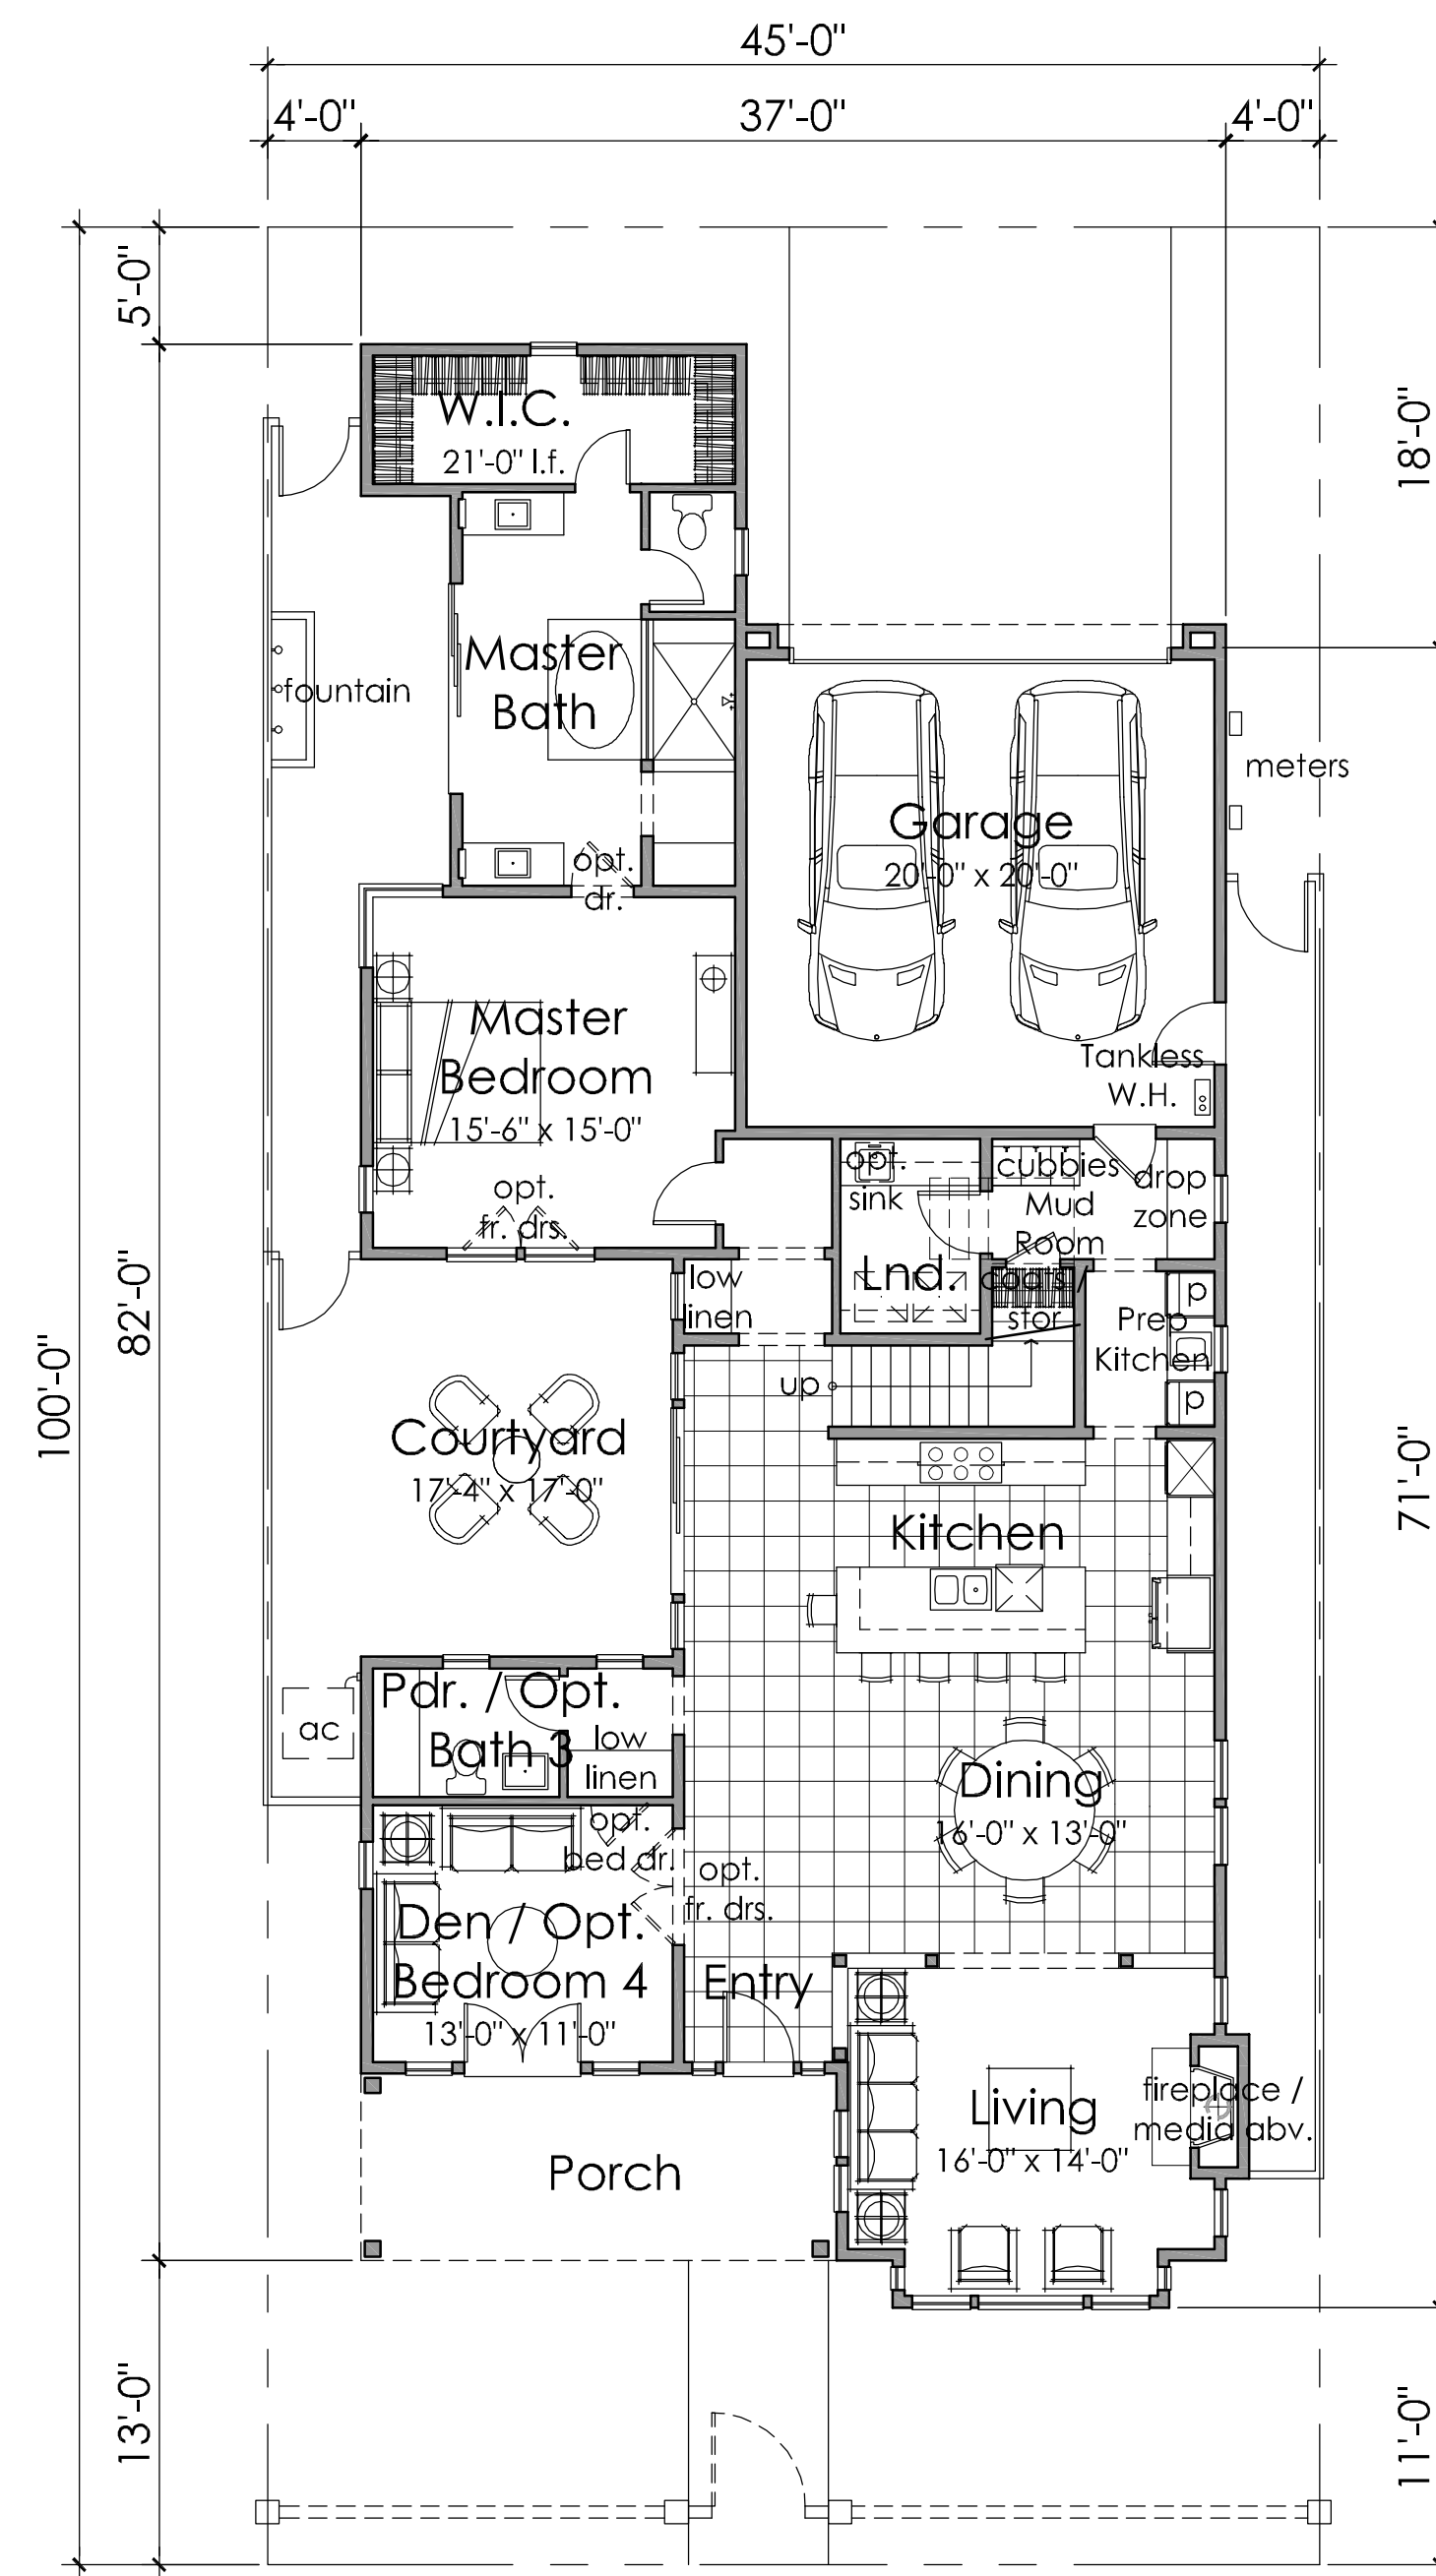 45'-0"
4'-0"
37'-0"
4'-0"
5'-0"
18'-0"
W.I.C.
21'-0" l.f.
Master
Bath
fountain
meters
Garage
20'-0" x 20'-0"
opt.
dr.
Master
Bedroom
15'-6" x 15'-0"
Tankless
W.H.
opt.
fr. drs.
opt.
sink
cubbies
Mud
Room
drop
zone
low
linen
Lnd.
coats /
stor
p
Prep
Kitchen
p
up
82'-0"
100'-0"
71'-0"
Courtyard
17'-4" x 17'-0"
Kitchen
Pdr. / Opt.
Bath 3
low
linen
ac
Dining
16'-0" x 13'-0"
opt.
bed dr.
opt.
fr. drs.
Den / Opt.
Bedroom 4
13'-0" x 11'-0"
Entry
Living
16'-0" x 14'-0"
fireplace /
media abv.
Porch
13'-0"
11'-0"